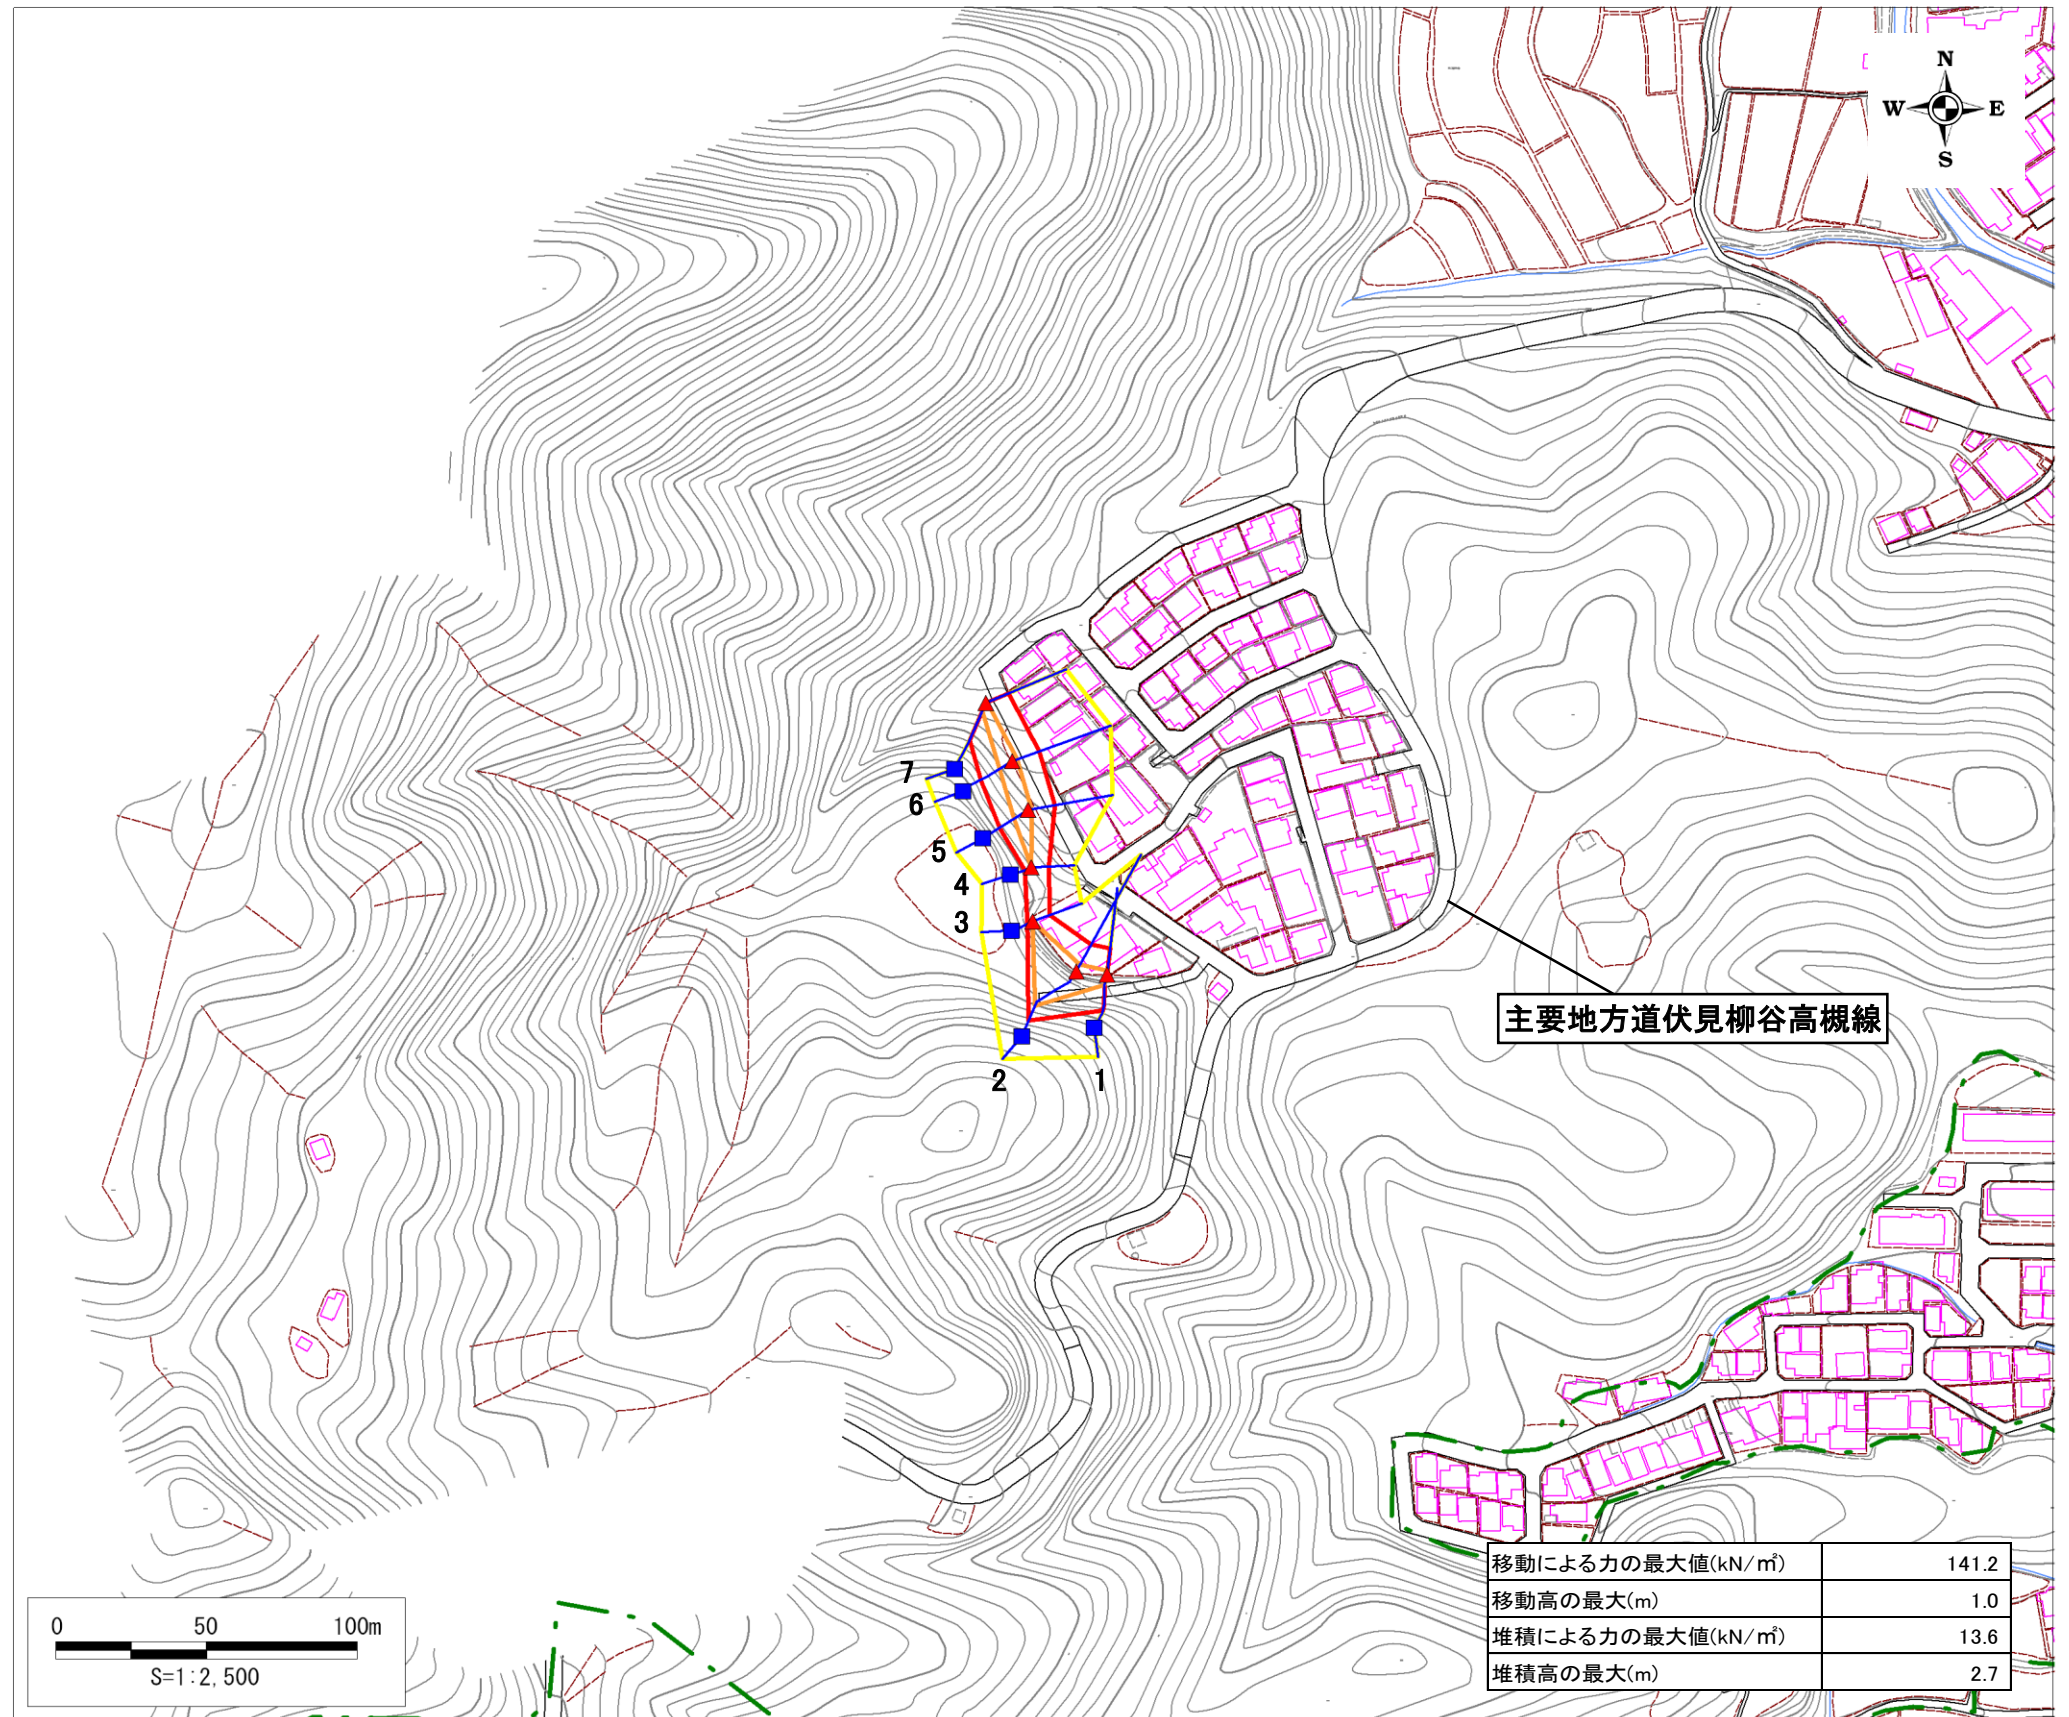 N
W E
S
7
6
5
4
3
2
1
主要地方道伏見柳谷高槻線
移動による力の最大値(kN/㎡) 141.2
移動高の最大(m) 1.0
堆積による力の最大値(kN/㎡) 13.6
堆積高の最大(m) 2.7
0 50 100m
S=1:2,500